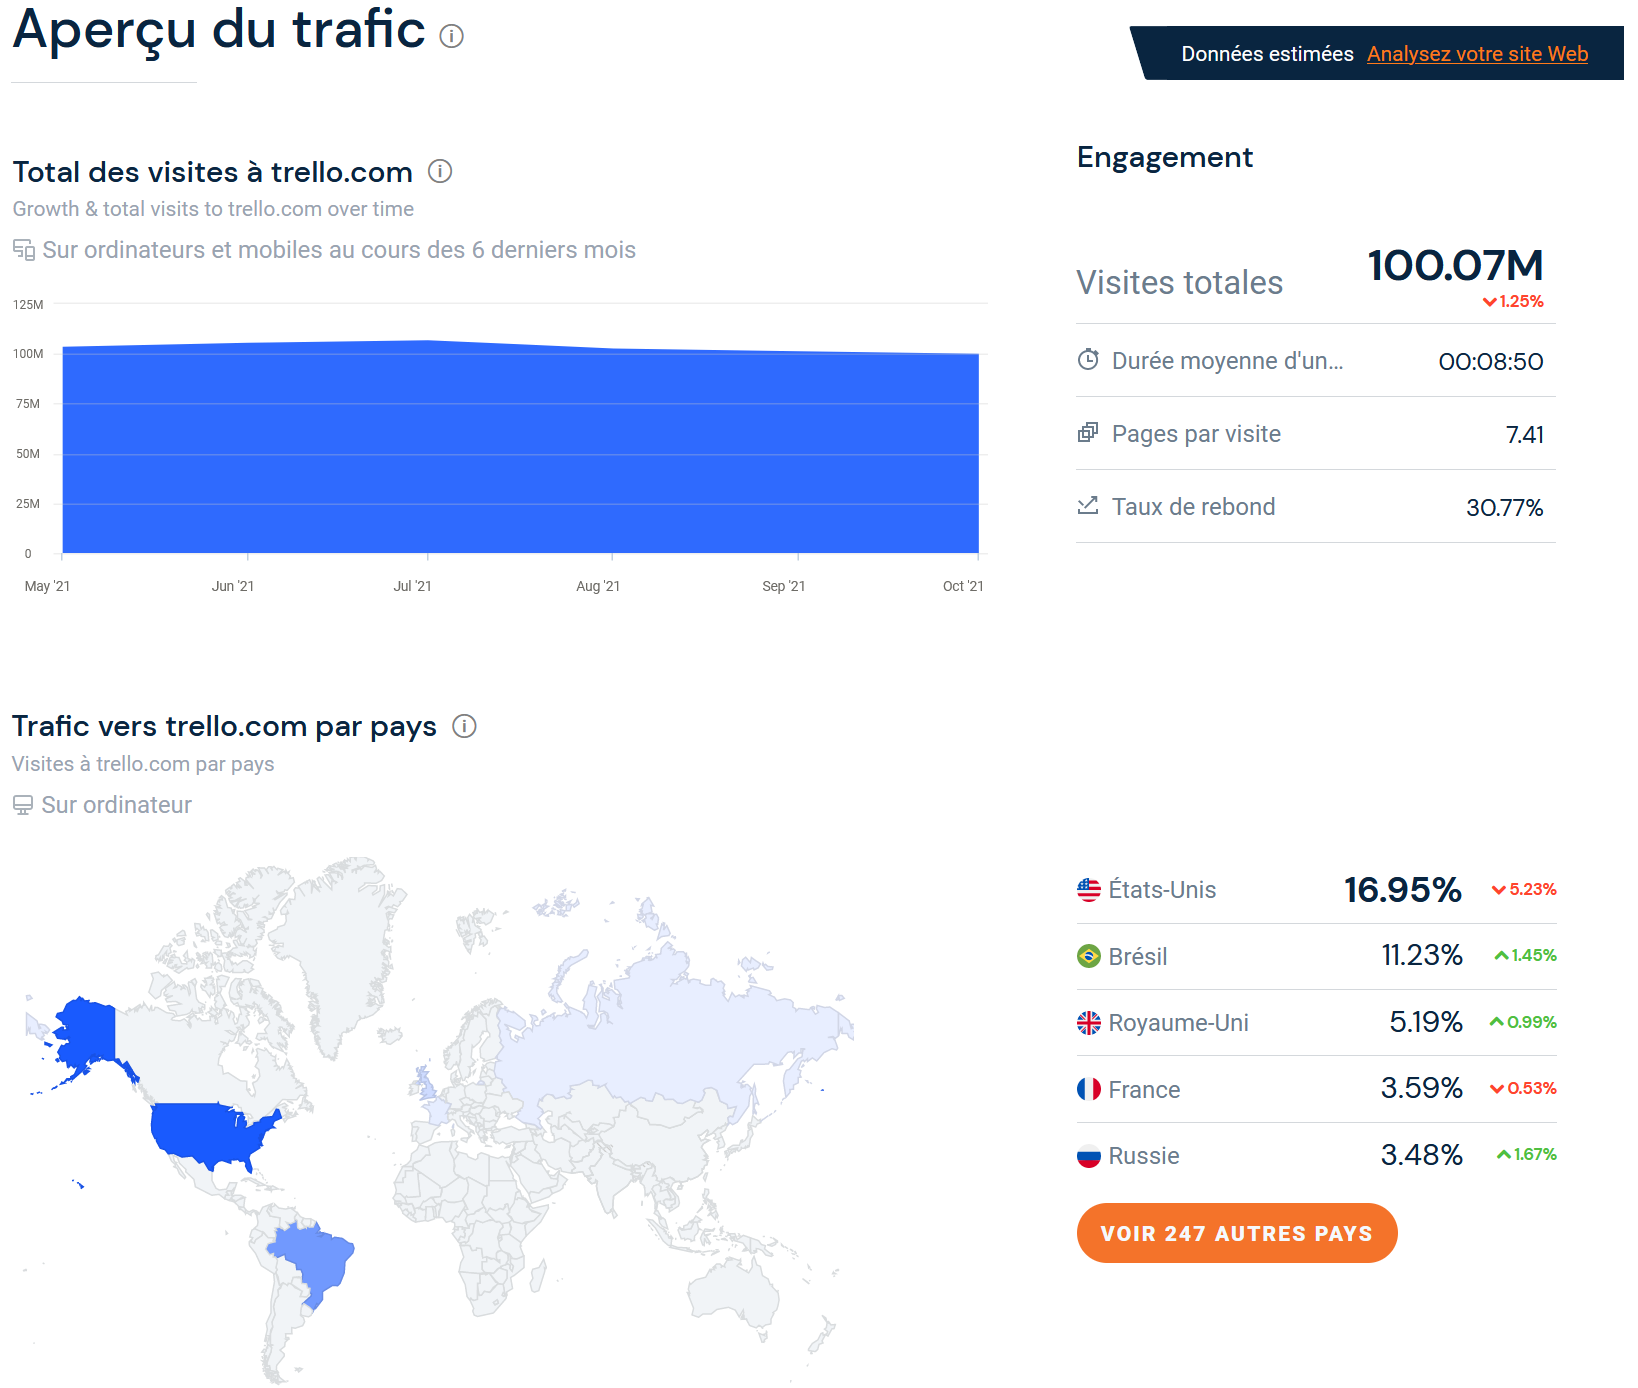 Aperçu du trafic
Données estimées Analysez votre site Web
Total des visites à trello.com
Growth & total visits to trello.com over time
Sur ordinateurs et mobiles au cours des 6 derniers mois
125M
100M
75M
50M
25M
0
May '21 Jun '21 Jul '21 Aug '21 Sep '21 Oct '21
Engagement
Visites totales 100.07M
1.25%
Durée moyenne d'un... 00:08:50
Pages par visite 7.41
Taux de rebond 30.77%
Trafic vers trello.com par pays
Visites à trello.com par pays
Sur ordinateur
États-Unis 16.95% 5.23%
Brésil 11.23% 1.45%
Royaume-Uni 5.19% 0.99%
France 3.59% 0.53%
Russie 3.48% 1.67%
VOIR 247 AUTRES PAYS